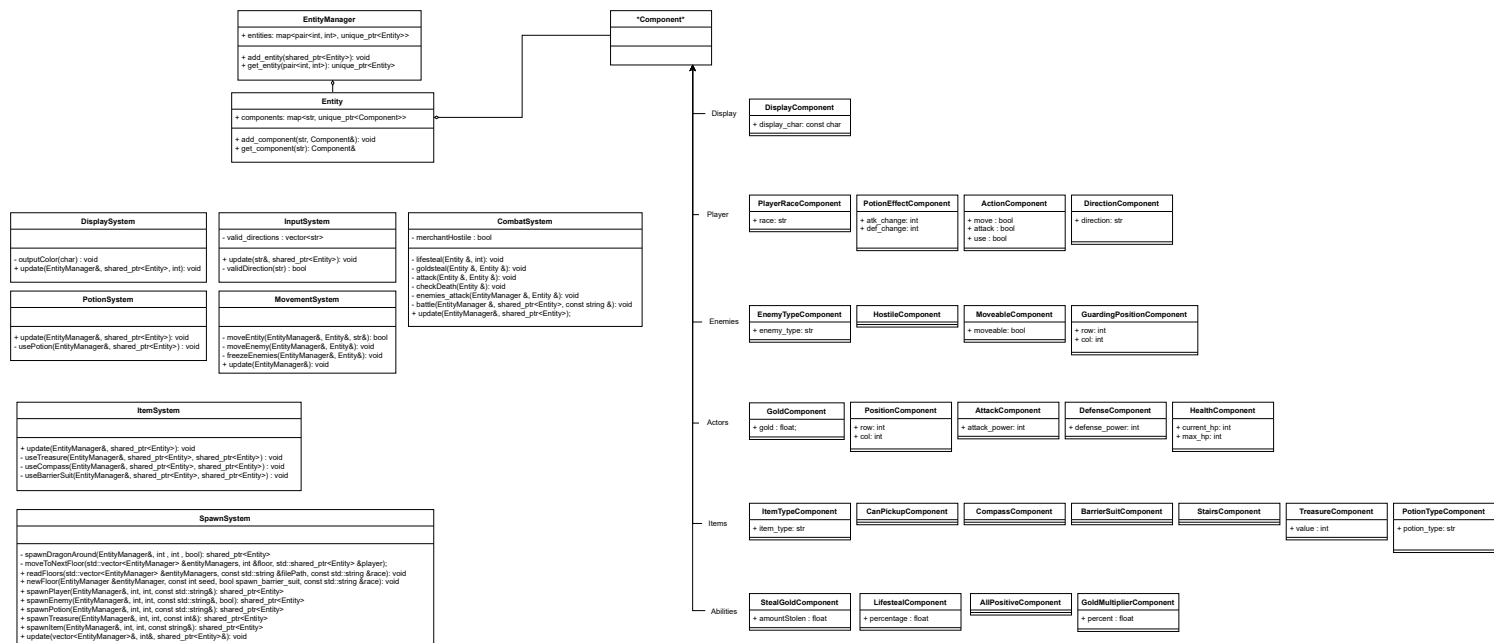 EntityManager
+ entities: map<pair<int, int>, unique_ptr<Entity>>
+ add_entity(shared_ptr<Entity>): void
+ get_entity(pair<int, int>): unique_ptr<Entity>
*Component*
Entity
+ components: map<str, unique_ptr<Component>>
+ add_component(str, Component&): void
+ get_component(str): Component&
Display
DisplayComponent
+ display_char: const char
DisplaySystem
- outputColor(char) : void
+ update(EntityManager&, shared_ptr<Entity>, int): void
InputSystem
- valid_directions : vector<str>
+ update(str&, shared_ptr<Entity>): void
- validDirection(str) : bool
CombatSystem
- merchantHostile : bool
- lifesteal(Entity &, int): void
- goldsteal(Entity &, Entity &): void
- attack(Entity &, Entity &): void
- checkDeath(Entity &): void
- enemies_attack(EntityManager &, Entity &): void
- battle(EntityManager &, shared_ptr<Entity>, const string &): void
+ update(EntityManager&, shared_ptr<Entity>);
Player
PlayerRaceComponent
+ race: str
PotionEffectComponent
+ atk_change: int
+ def_change: int
ActionComponent
+ move : bool
+ attack : bool
+ use : bool
DirectionComponent
+ direction: str
PotionSystem
+ update(EntityManager&, shared_ptr<Entity>): void
- usePotion(EntityManager&, shared_ptr<Entity>) : void
MovementSystem
- moveEntity(EntityManager&, Entity&, str&): bool
- moveEnemy(EntityManager&, Entity&): void
- freezeEnemies(EntityManager&, Entity&): void
+ update(EntityManager&): void
Enemies
EnemyTypeComponent
+ enemy_type: str
HostileComponent
MoveableComponent
+ moveable: bool
GuardingPositionComponent
+ row: int
+ col: int
ItemSystem
+ update(EntityManager&, shared_ptr<Entity>): void
- useTreasure(EntityManager&, shared_ptr<Entity>, shared_ptr<Entity>) : void
- useCompass(EntityManager&, shared_ptr<Entity>, shared_ptr<Entity>) : void
- useBarrierSuit(EntityManager&, shared_ptr<Entity>, shared_ptr<Entity>) : void
Actors
GoldComponent
+ gold : float;
PositionComponent
+ row: int
+ col: int
AttackComponent
+ attack_power: int
DefenseComponent
+ defense_power: int
HealthComponent
+ current_hp: int
+ max_hp: int
SpawnSystem
- spawnDragonAround(EntityManager&, int , int , bool): shared_ptr<Entity>
- moveToNextFloor(std::vector<EntityManager> &entityManagers, int &floor, std::shared_ptr<Entity> &player);
+ readFloors(std::vector<EntityManager> &entityManagers, const std::string &filePath, const std::string &race): void
+ newFloor(EntityManager &entityManager, const int seed, bool spawn_barrier_suit, const std::string &race): void
+ spawnPlayer(EntityManager&, int, int, const std::string&): shared_ptr<Entity>
+ spawnEnemy(EntityManager&, int, int, const std::string&, bool): shared_ptr<Entity>
+ spawnPotion(EntityManager&, int, int, const std::string&): shared_ptr<Entity>
+ spawnTreasure(EntityManager&, int, int, const int&): shared_ptr<Entity>
+ spawnItem(EntityManager&, int, int, const string&): shared_ptr<Entity>
+ update(vector<EntityManager>&, int&, shared_ptr<Entity>&): void
Items
ItemTypeComponent
+ item_type: str
CanPickupComponent
CompassComponent
BarrierSuitComponent
StairsComponent
TreasureComponent
+ value : int
PotionTypeComponent
+ potion_type: str
Abilities
StealGoldComponent
+ amountStolen : float
LifestealComponent
+ percentage : float
AllPositiveComponent
GoldMultiplierComponent
+ percent : float